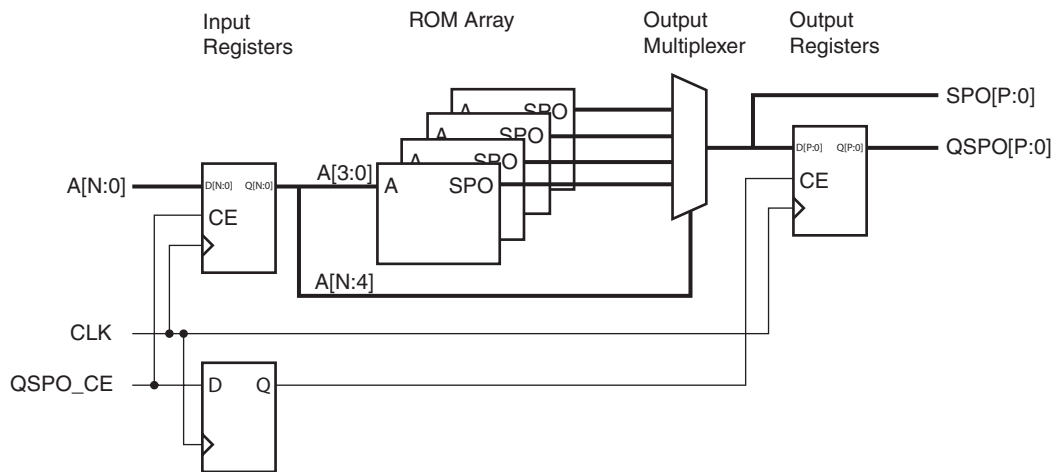 Input
Registers
ROM Array
Output
Multiplexer
Output
Registers
A SPO
A SPO
A SPO
A SPO
SPO[P:0]
QSPO[P:0]
D[P:0] Q[P:0]
CE
A[N:0]
D[N:0] Q[N:0]
CE
A[3:0]
A[N:4]
CLK
QSPO_CE
D Q